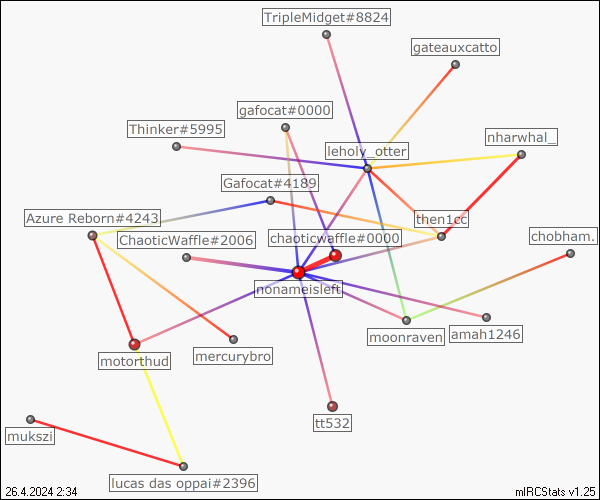 TripleMidget#8824
gateauxcatto
gafocat#0000
Thinker#5995
nharwhal_
leholy_otter
Gafocat#4189
Azure Reborn#4243
then1cc
ChaoticWaffle#2006
chaoticwaffle#0000
chobham.
nonameisleft
moonraven
amah1246
motorthud
mercurybro
tt532
mukszi
lucas das oppai#2396
26.4.2024 2:34
mIRCStats v1.25